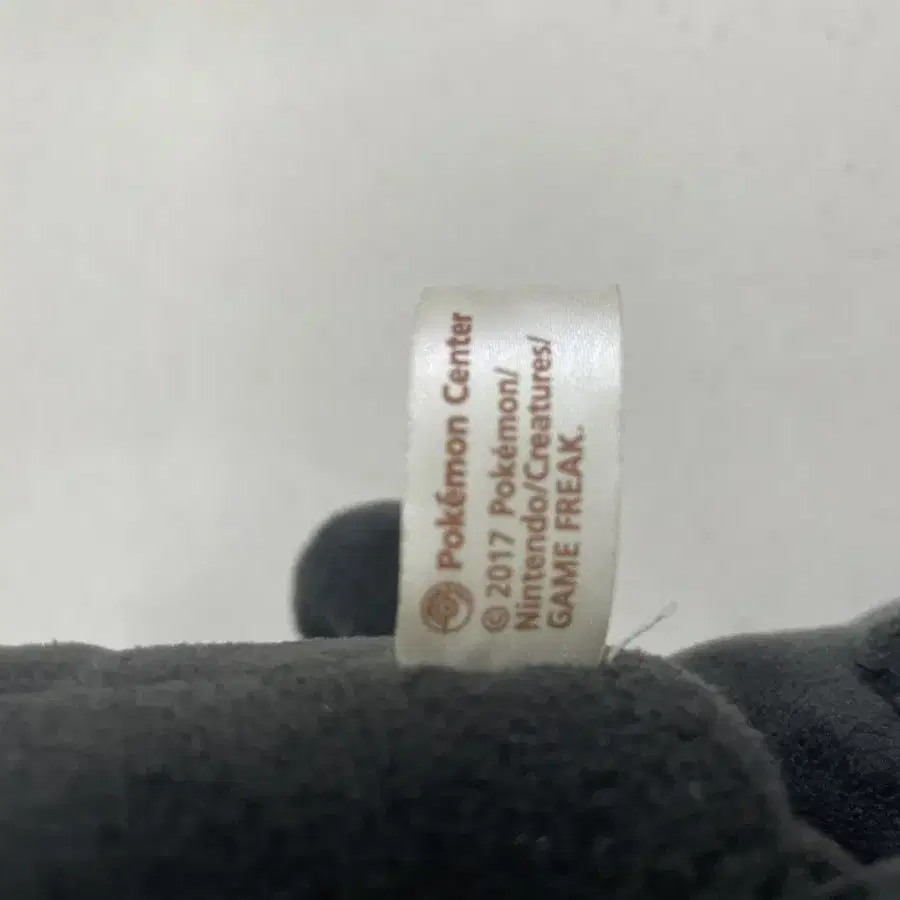 Pokémon Center
© 2017 Pokémon/
Nintendo/Creatures/
GAME FREAK.